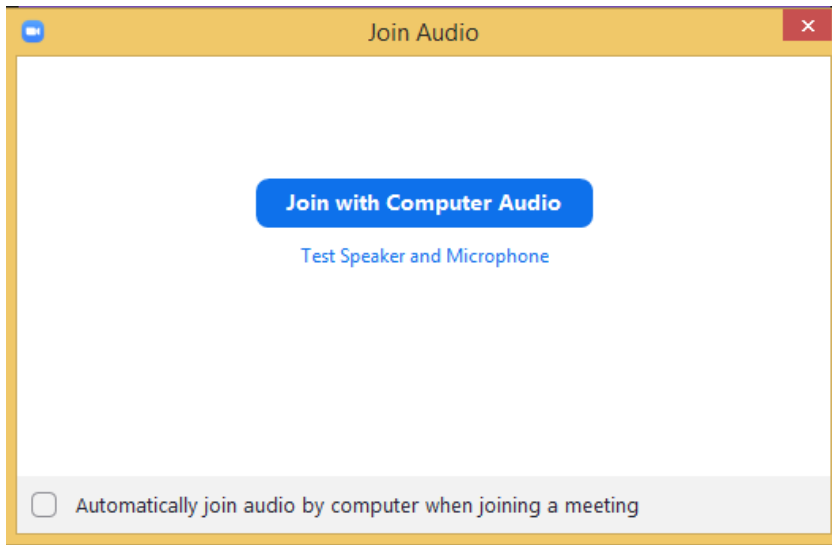 Join Audio
Join with Computer Audio
Test Speaker and Microphone
Automatically join audio by computer when joining a meeting